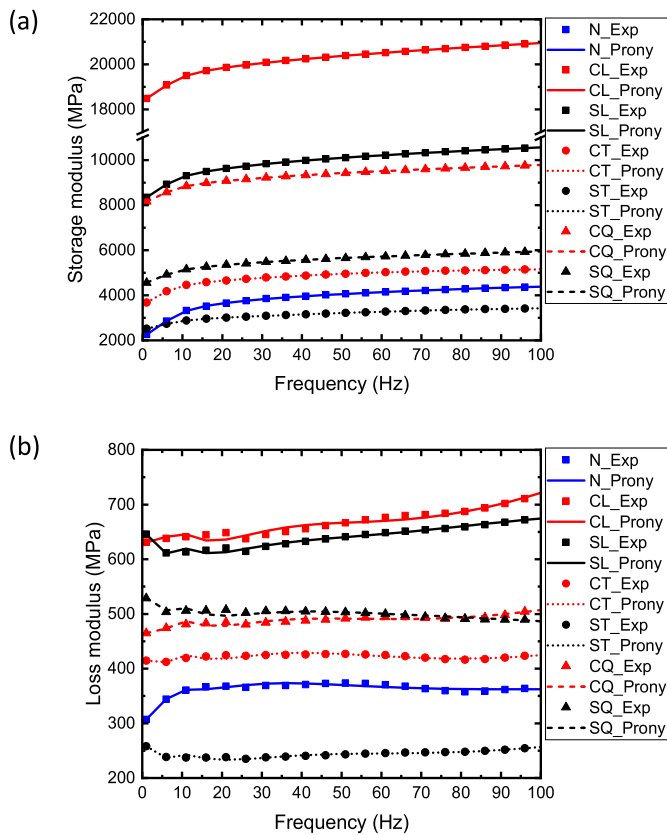 (a)
22000
20000
18000
10000
8000
6000
4000
2000
Storage modulus (MPa)
0 10 20 30 40 50 60 70 80 90 100
Frequency (Hz)
N_Exp
N_Prony
CL_Exp
CL_Prony
SL_Exp
SL_Prony
CT_Exp
CT_Prony
ST_Exp
ST_Prony
CQ_Exp
CQ_Prony
SQ_Exp
SQ_Prony
(b)
800
700
600
500
400
300
200
Loss modulus (MPa)
0 10 20 30 40 50 60 70 80 90 100
Frequency (Hz)
N_Exp
N_Prony
CL_Exp
CL_Prony
SL_Exp
SL_Prony
CT_Exp
CT_Prony
ST_Exp
ST_Prony
CQ_Exp
CQ_Prony
SQ_Exp
SQ_Prony